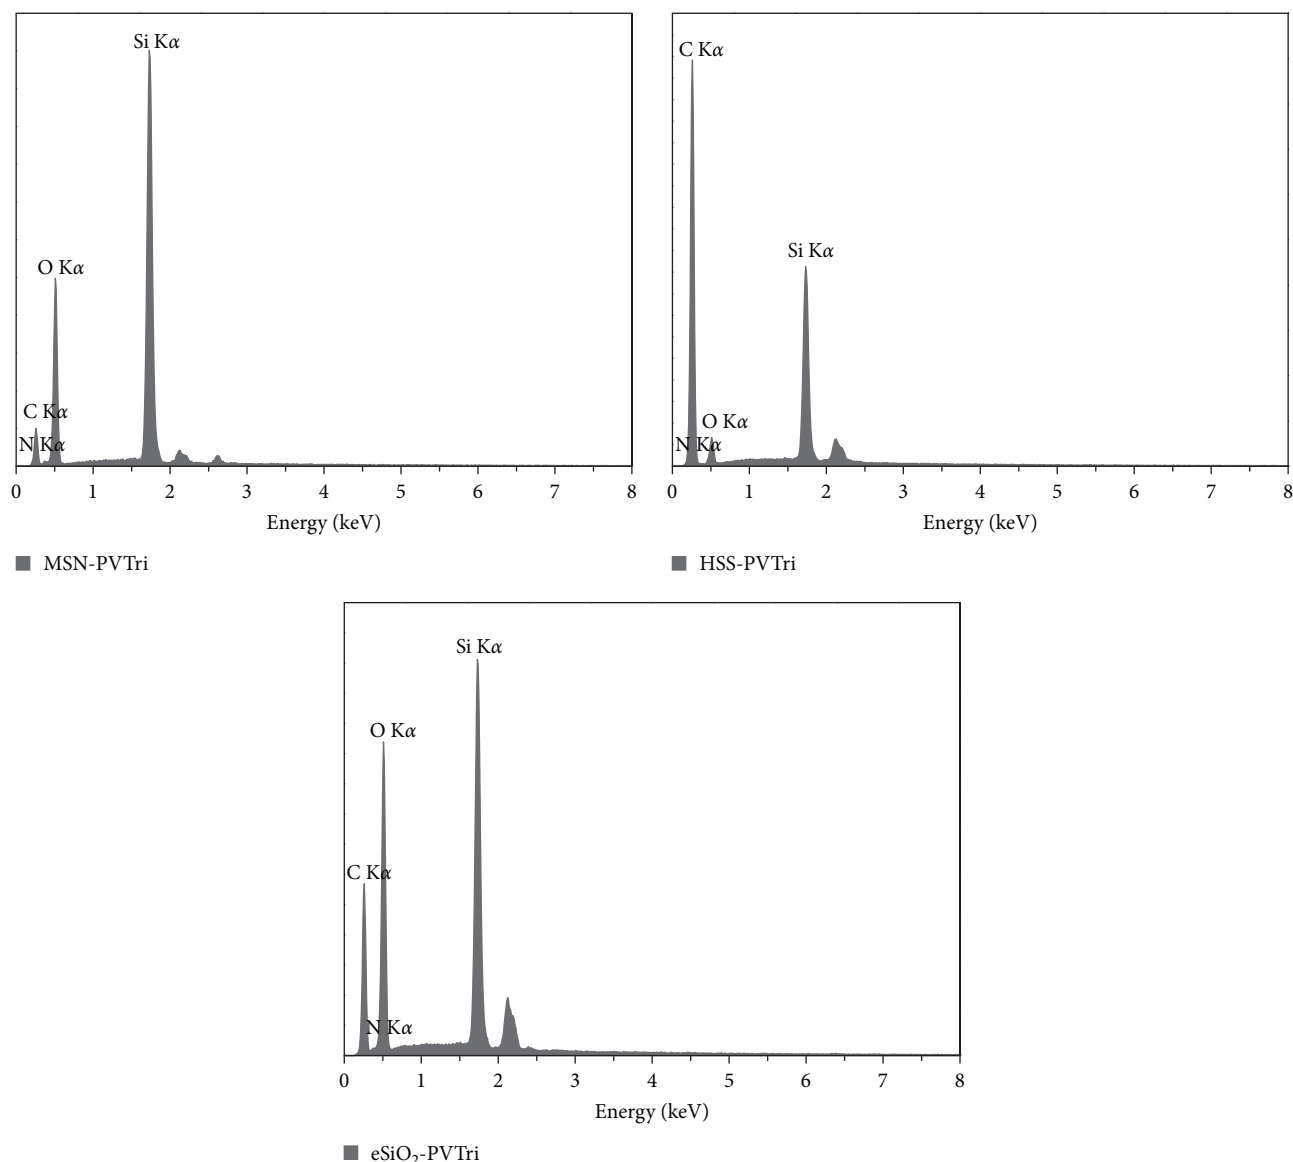 Si Kα
O Kα
C Kα
N Kα
0 1 2 3 4 5 6 7 8
Energy (keV)
MSN-PVTri
C Kα
Si Kα
O Kα
N Kα
0 1 2 3 4 5 6 7 8
Energy (keV)
HSS-PVTri
Si Kα
O Kα
C Kα
N Kα
0 1 2 3 4 5 6 7 8
Energy (keV)
eSiO₂-PVTri